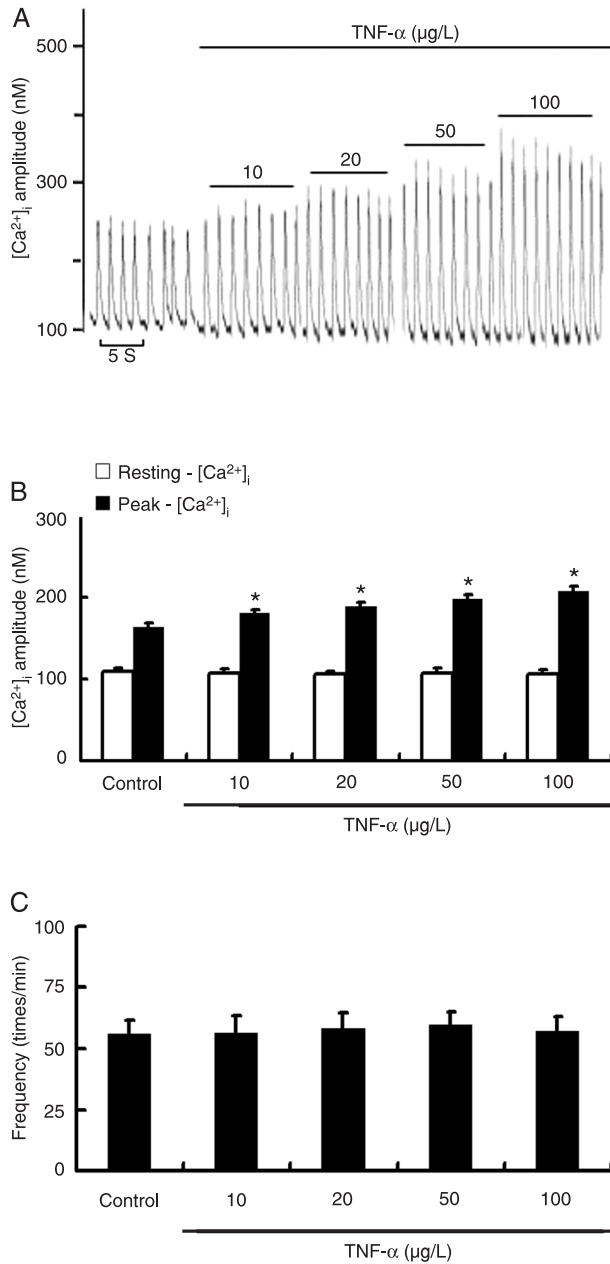 A
TNF-α (µg/L)
500
300
100
[Ca²⁺]ᵢ amplitude (nM)
10
20
50
100
5 S
B
Resting - [Ca²⁺]ᵢ
Peak - [Ca²⁺]ᵢ
300
200
100
0
[Ca²⁺]ᵢ amplitude (nM)
* * * *
Control 10 20 50 100
TNF-α (µg/L)
C
100
75
50
25
0
Frequency (times/min)
Control 10 20 50 100
TNF-α (µg/L)